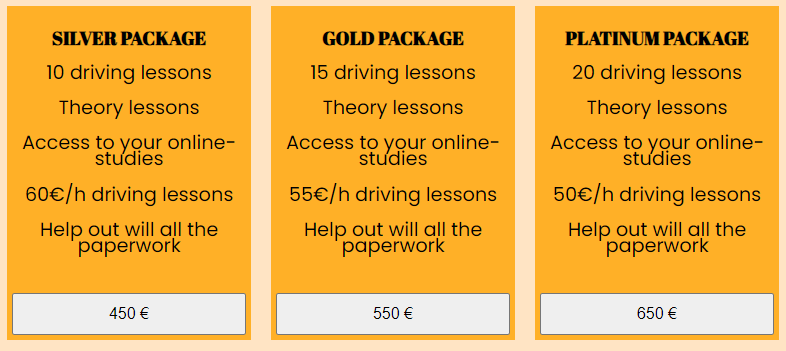 SILVER PACKAGE
10 driving lessons
Theory lessons
Access to your online-
studies
60€/h driving lessons
Help out will all the
paperwork
450 €
GOLD PACKAGE
15 driving lessons
Theory lessons
Access to your online-
studies
55€/h driving lessons
Help out will all the
paperwork
550 €
PLATINUM PACKAGE
20 driving lessons
Theory lessons
Access to your online-
studies
50€/h driving lessons
Help out will all the
paperwork
650 €